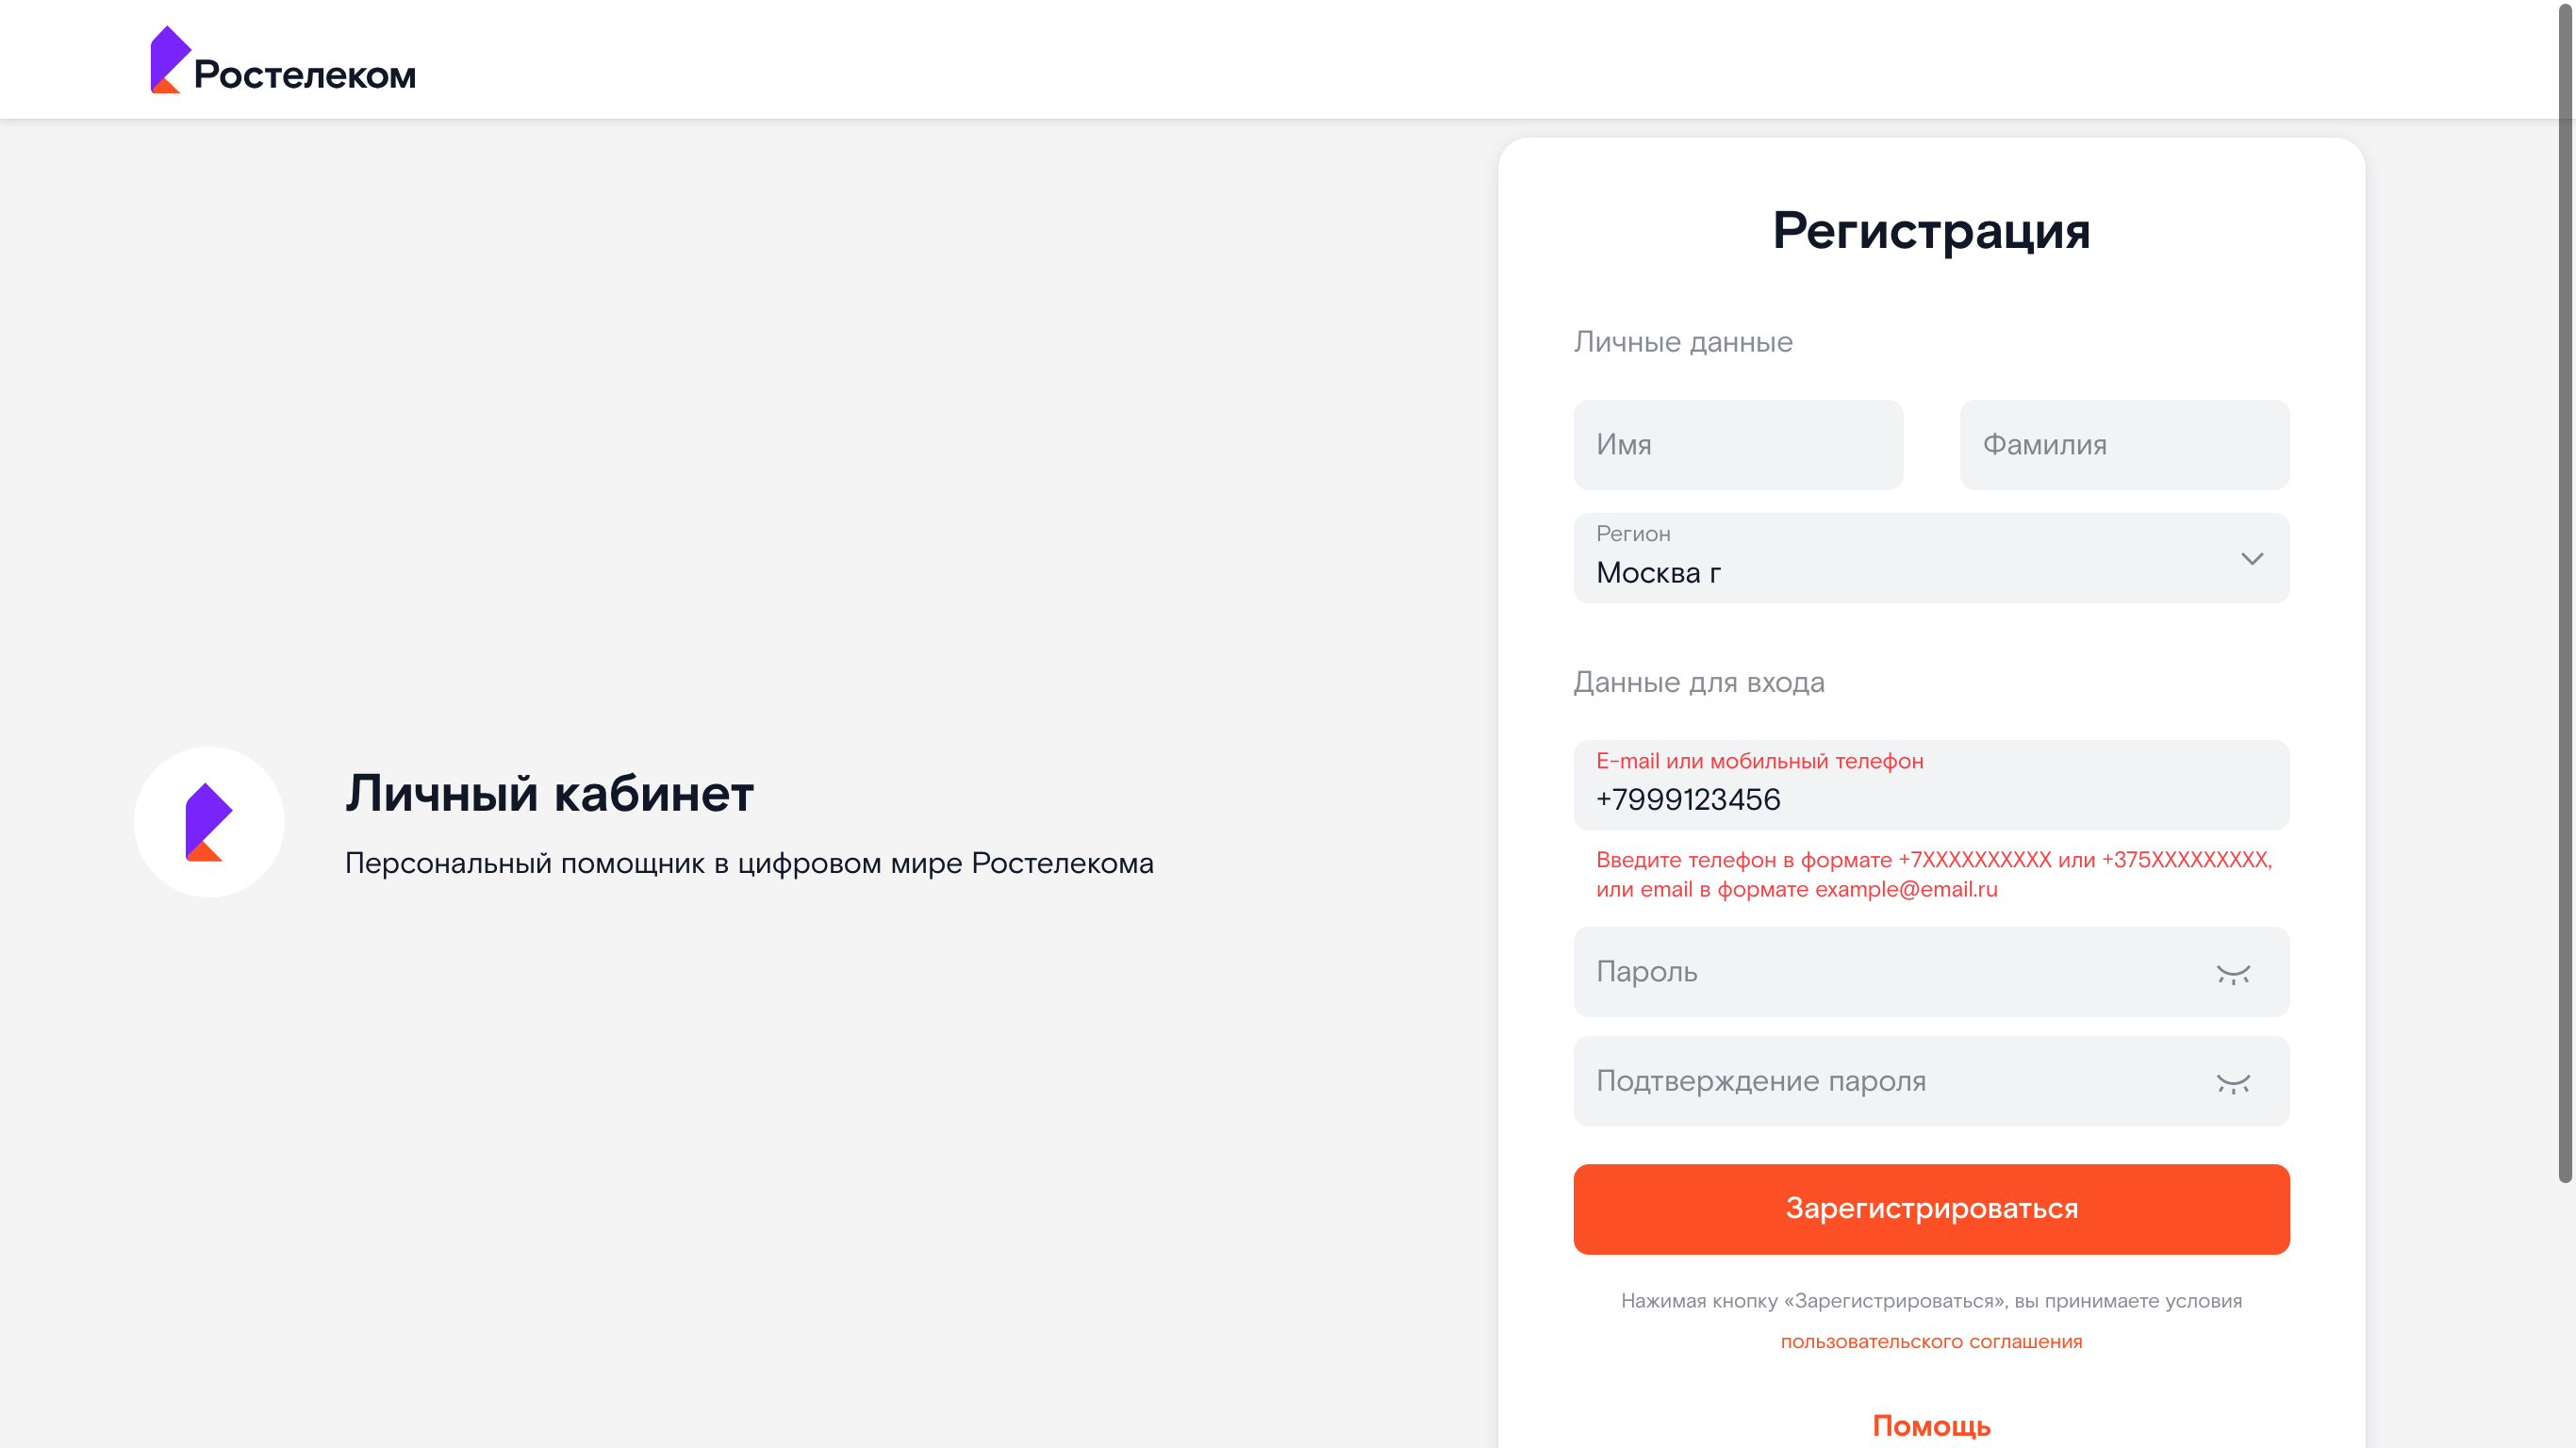 Ростелеком
Личный кабинет
Персональный помощник в цифровом мире Ростелекома
Регистрация
Личные данные
Имя
Фамилия
Регион
Москва г
Данные для входа
E-mail или мобильный телефон
+7999123456
Введите телефон в формате +7XXXXXXXXXX или +375XXXXXXXXX,
или email в формате example@email.ru
Пароль
Подтверждение пароля
Зарегистрироваться
Нажимая кнопку «Зарегистрироваться», вы принимаете условия
пользовательского соглашения
Помощь